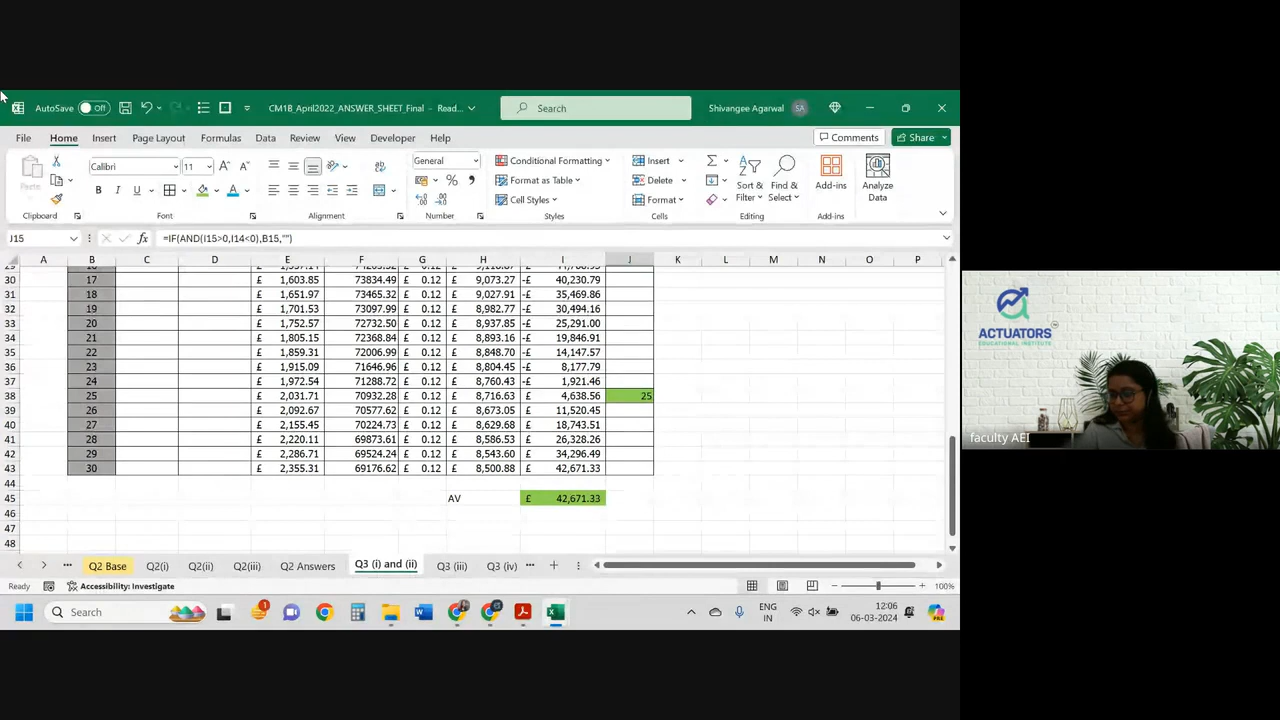 AutoSave Off CM1B_April2022_ANSWER_SHEET_Final - Read... Search Shivangee Agarwal SA
File Home Insert Page Layout Formulas Data Review View Developer Help Comments Share
Paste Calibri 11 General Conditional Formatting Insert
B I U Format as Table Delete Sort & Filter Find & Select Add-ins Analyze Data
Cell Styles Format
Clipboard Font Alignment Number Styles Cells Editing Add-ins
J15 fx =IF(AND(I15>0,I14<0),B15,"")
A B C D E F G H I J K L M N O P
30 17 £ 1,603.85 73834.49 £ 0.12 £ 9,073.27 -£ 40,230.79
31 18 £ 1,651.97 73465.32 £ 0.12 £ 9,027.91 -£ 35,469.86
32 19 £ 1,701.53 73097.99 £ 0.12 £ 8,982.77 -£ 30,494.16
33 20 £ 1,752.57 72732.50 £ 0.12 £ 8,937.85 -£ 25,291.00
34 21 £ 1,805.15 72368.84 £ 0.12 £ 8,893.16 -£ 19,846.91
35 22 £ 1,859.31 72006.99 £ 0.12 £ 8,848.70 -£ 14,147.57
36 23 £ 1,915.09 71646.96 £ 0.12 £ 8,804.45 -£ 8,177.79
37 24 £ 1,972.54 71288.72 £ 0.12 £ 8,760.43 -£ 1,921.46
38 25 £ 2,031.71 70932.28 £ 0.12 £ 8,716.63 £ 4,638.56 25
39 26 £ 2,092.67 70577.62 £ 0.12 £ 8,673.05 £ 11,520.45
40 27 £ 2,155.45 70224.73 £ 0.12 £ 8,629.68 £ 18,743.51
41 28 £ 2,220.11 69873.61 £ 0.12 £ 8,586.53 £ 26,328.26
42 29 £ 2,286.71 69524.24 £ 0.12 £ 8,543.60 £ 34,296.49
43 30 £ 2,355.31 69176.62 £ 0.12 £ 8,500.88 £ 42,671.33
44
45 AV £ 42,671.33
46
47
48
Q2 Base Q2(i) Q2(ii) Q2(iii) Q2 Answers Q3 (i) and (ii) Q3 (iii) Q3 (iv) ...
Ready Accessibility: Investigate 100%
Search ENG IN 12:06 06-03-2024
ACTUATORS
EDUCATIONAL INSTITUTE
faculty AEI